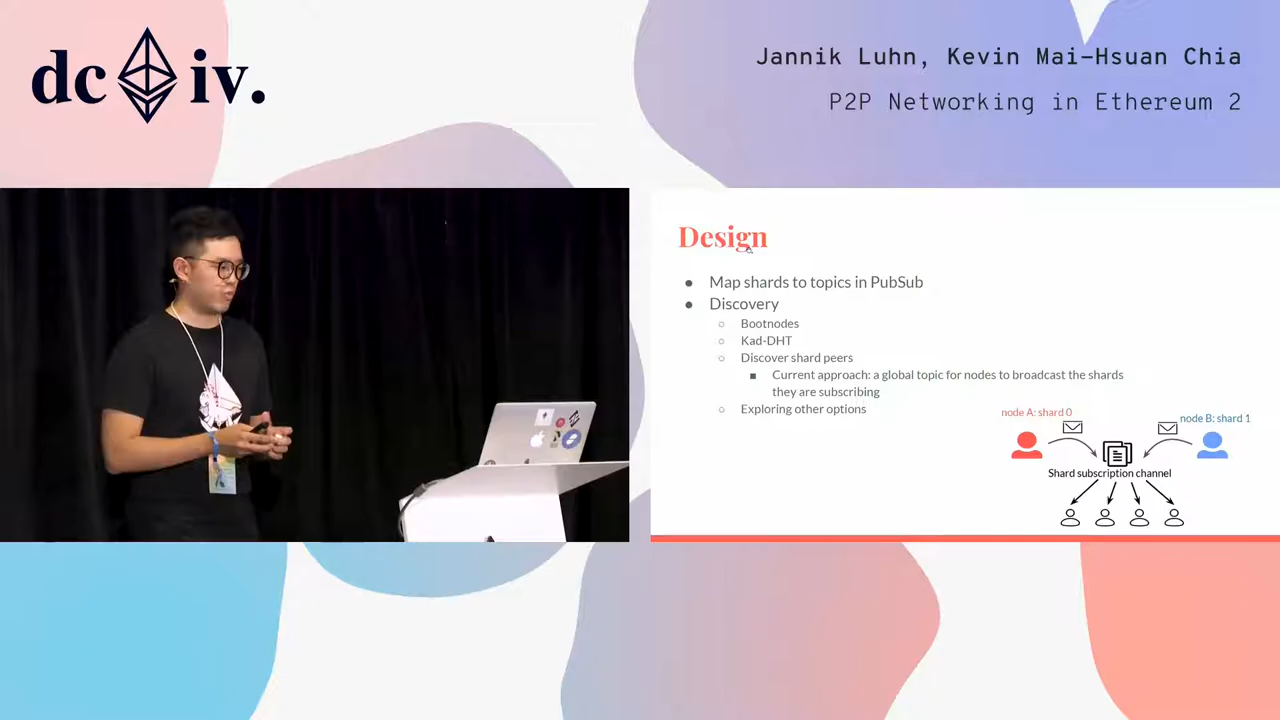 dc iv.
Jannik Luhn, Kevin Mai-Hsuan Chia
P2P Networking in Ethereum 2
Design
● Map shards to topics in PubSub
● Discovery
○ Bootnodes
○ Kad-DHT
○ Discover shard peers
■ Current approach: a global topic for nodes to broadcast the shards
they are subscribing
○ Exploring other options
node A: shard 0
node B: shard 1
Shard subscription channel